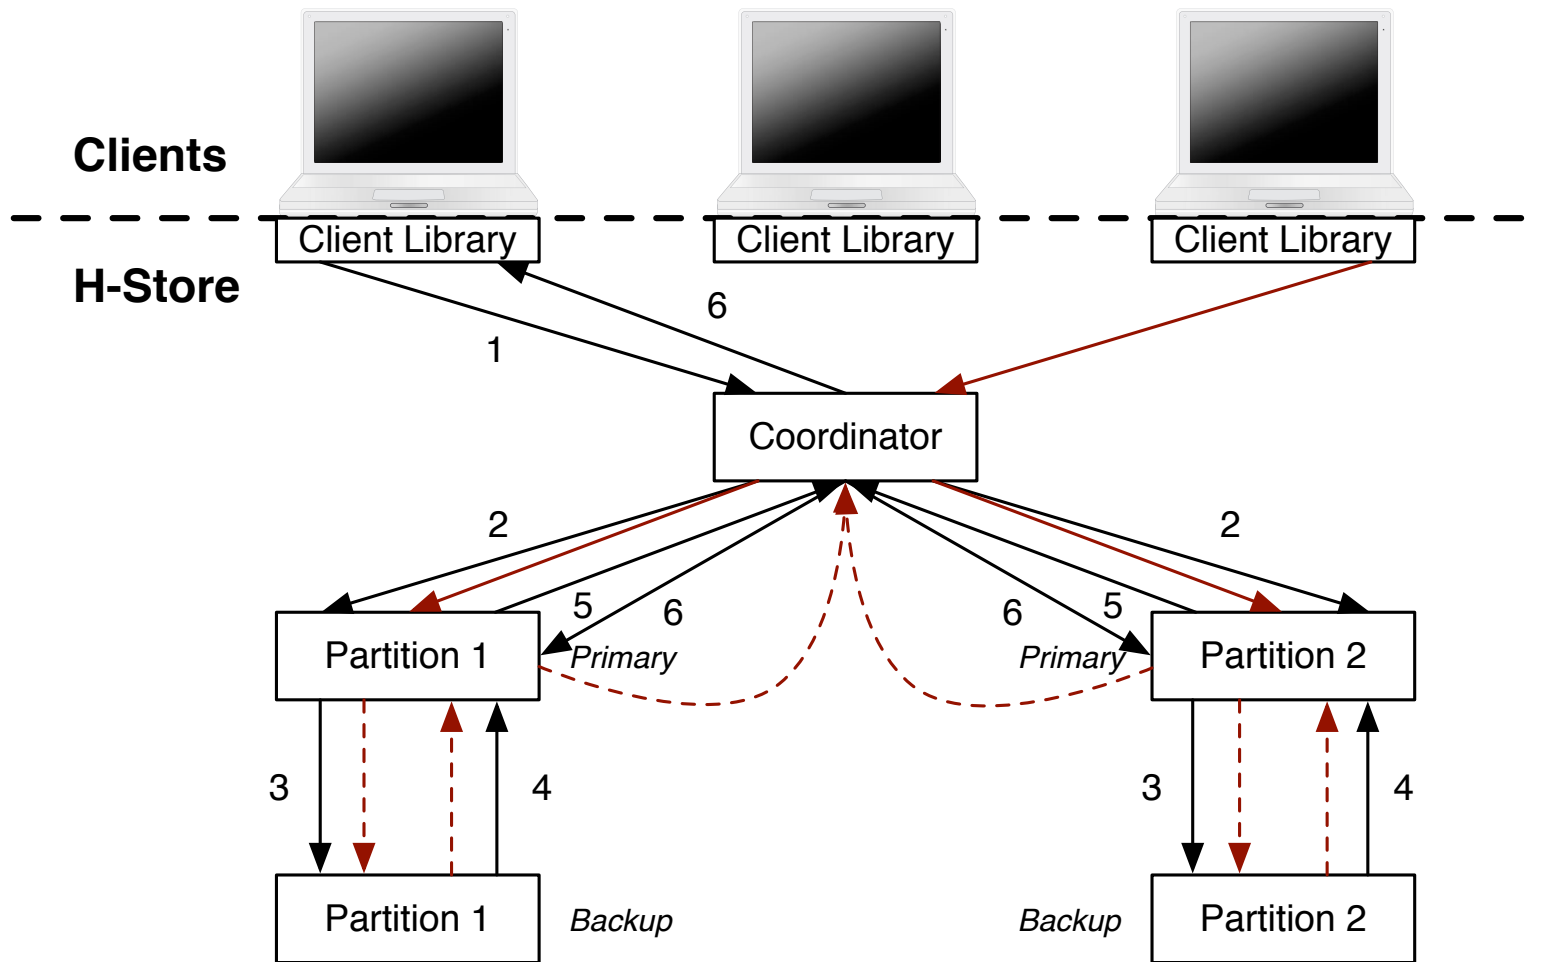 Clients
Client Library
Client Library
Client Library
H-Store
6
1
Coordinator
2
2
5
6
6
5
Partition 1
Primary
Primary
Partition 2
3
4
3
4
Partition 1
Backup
Backup
Partition 2